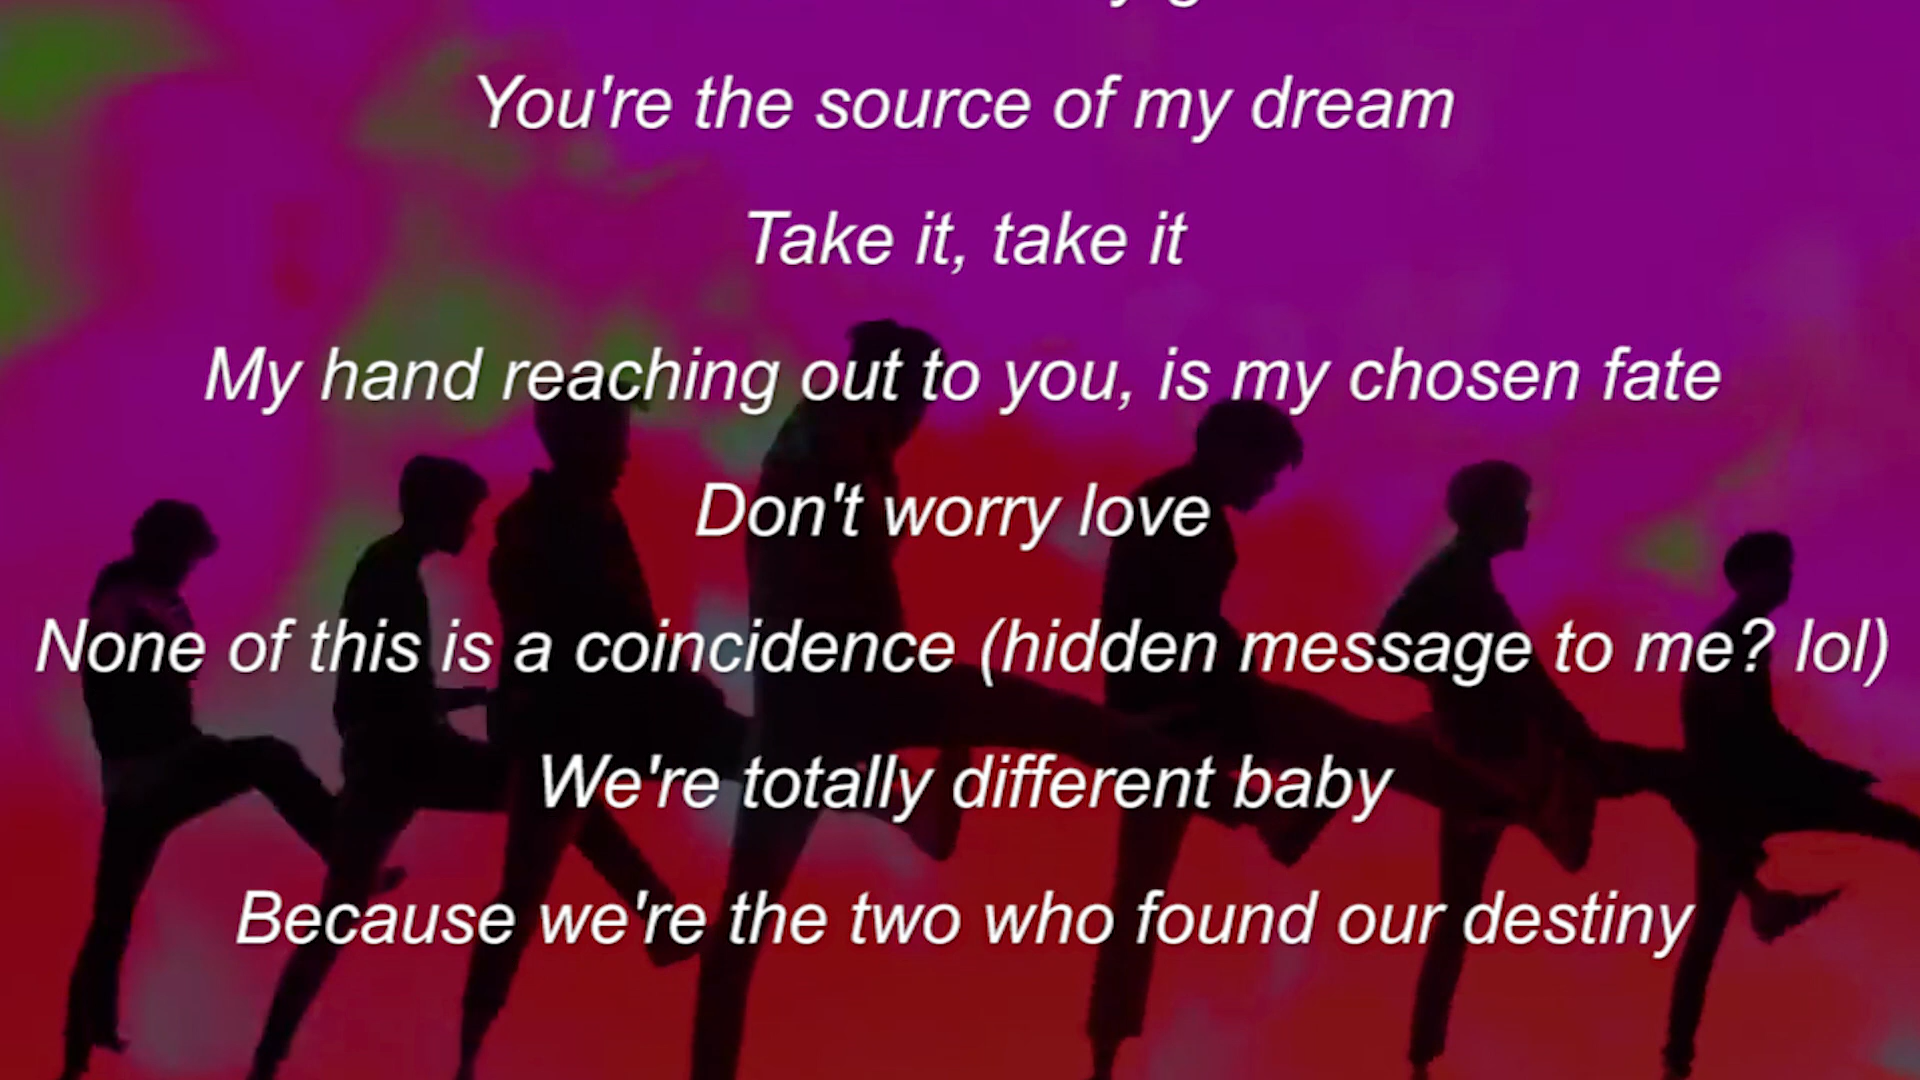 You're the source of my dream
Take it, take it
My hand reaching out to you, is my chosen fate
Don't worry love
None of this is a coincidence (hidden message to me? lol)
We're totally different baby
Because we're the two who found our destiny